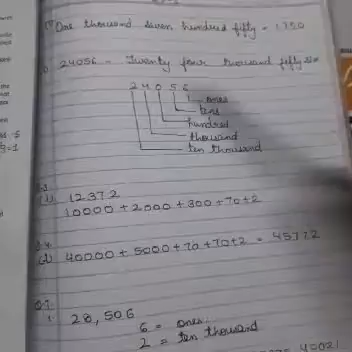 One thousand seven hundred fifty = 1750
24056 - Twenty four thousand fifty six
2 4 0 5 6
ones
tens
hundred
thousand
ten thousand
12372
10000 + 2000 + 300 + 70 + 2
40000 + 5000 + 70 + 70 + 2 = 45772
28,506
6 = ones
2 = ten thousand